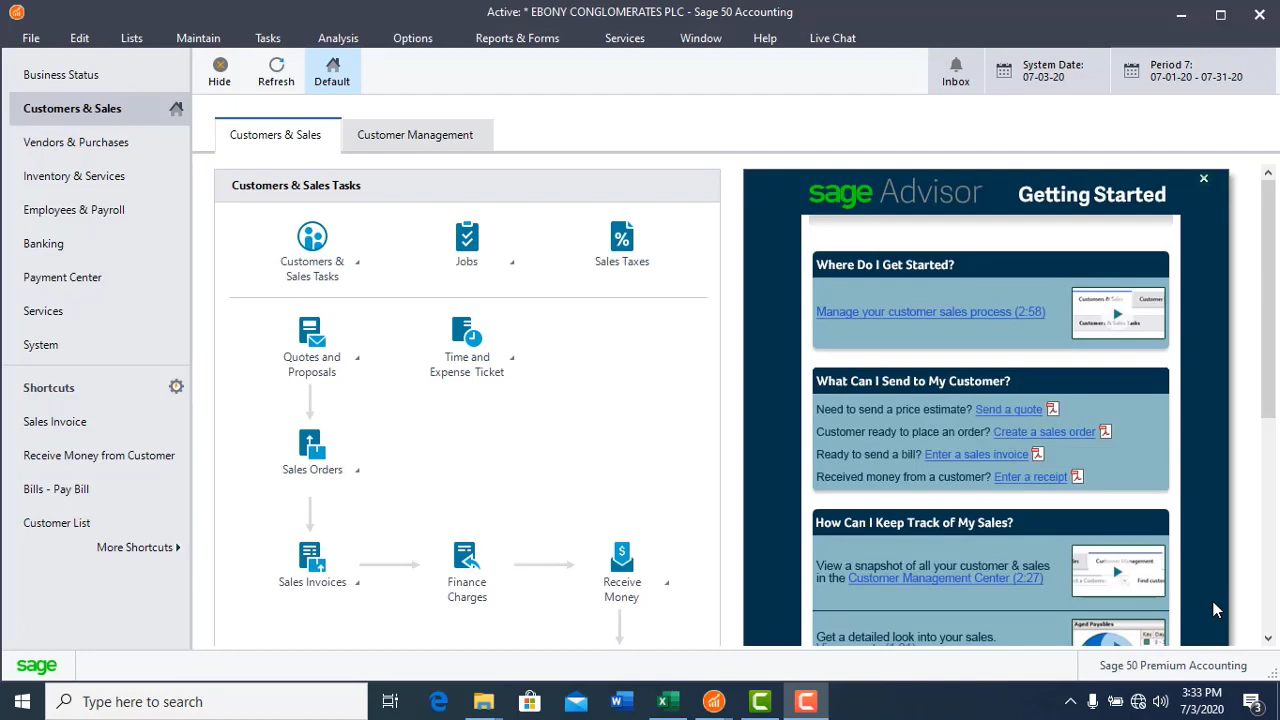 Active: * EBONY CONGLOMERATES PLC - Sage 50 Accounting
File Edit Lists Maintain Tasks Analysis Options Reports & Forms Services Window Help Live Chat
Business Status
Customers & Sales
Vendors & Purchases
Inventory & Services
Employees & Payroll
Banking
Payment Center
Services
System
Shortcuts
Sales Invoice
Receive Money from Customer
Bills - Pay Bill
Customer List
More Shortcuts
Hide Refresh Default
Inbox
System Date:
07-03-20
Period 7:
07-01-20 - 07-31-20
Customers & Sales Customer Management
Customers & Sales Tasks
Customers &
Sales Tasks
Jobs
Sales Taxes
Quotes and
Proposals
Time and
Expense Ticket
Sales Orders
Sales Invoices
Finance
Charges
Receive
Money
sage Advisor Getting Started
Where Do I Get Started?
Manage your customer sales process (2:58)
What Can I Send to My Customer?
Need to send a price estimate? Send a quote
Customer ready to place an order? Create a sales order
Ready to send a bill? Enter a sales invoice
Received money from a customer? Enter a receipt
How Can I Keep Track of My Sales?
View a snapshot of all your customer & sales
in the Customer Management Center (2:27)
Get a detailed look into your sales.
sage
Sage 50 Premium Accounting
Type here to search
3:33 PM
7/3/2020
3